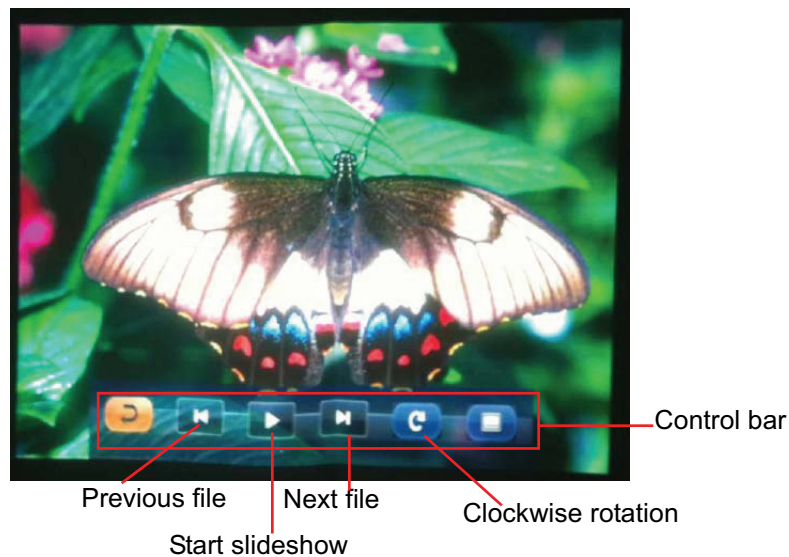 Control bar
Previous file
Next file
Clockwise rotation
Start slideshow